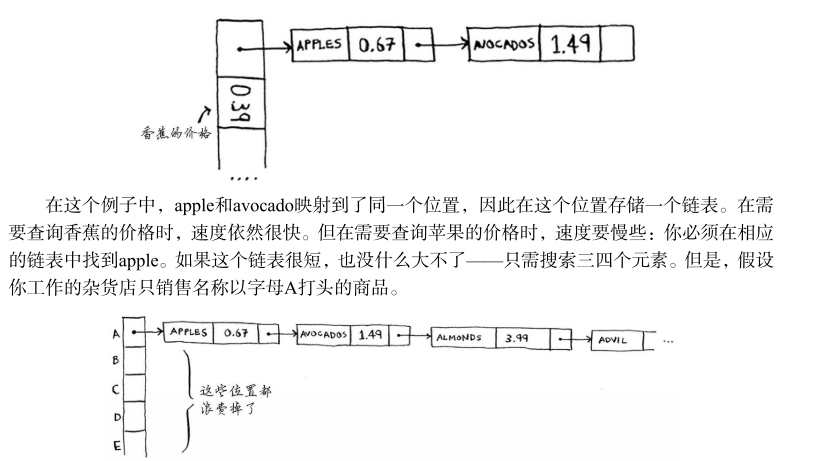 APPLES 0.67 AVOCADOS 1.49
0.39
香蕉的价格
....
在这个例子中，apple和avocado映射到了同一个位置，因此在这个位置存储一个链表。在需
要查询香蕉的价格时，速度依然很快。但在需要查询苹果的价格时，速度要慢些：你必须在相应
的链表中找到apple。如果这个链表很短，也没什么大不了——只需搜索三四个元素。但是，假设
你工作的杂货店只销售名称以字母A打头的商品。
A APPLES 0.67 AVOCADOS 1.49 ALMONDS 3.99 ADVIL ...
B
C 这些位置都
浪费掉了
D
E